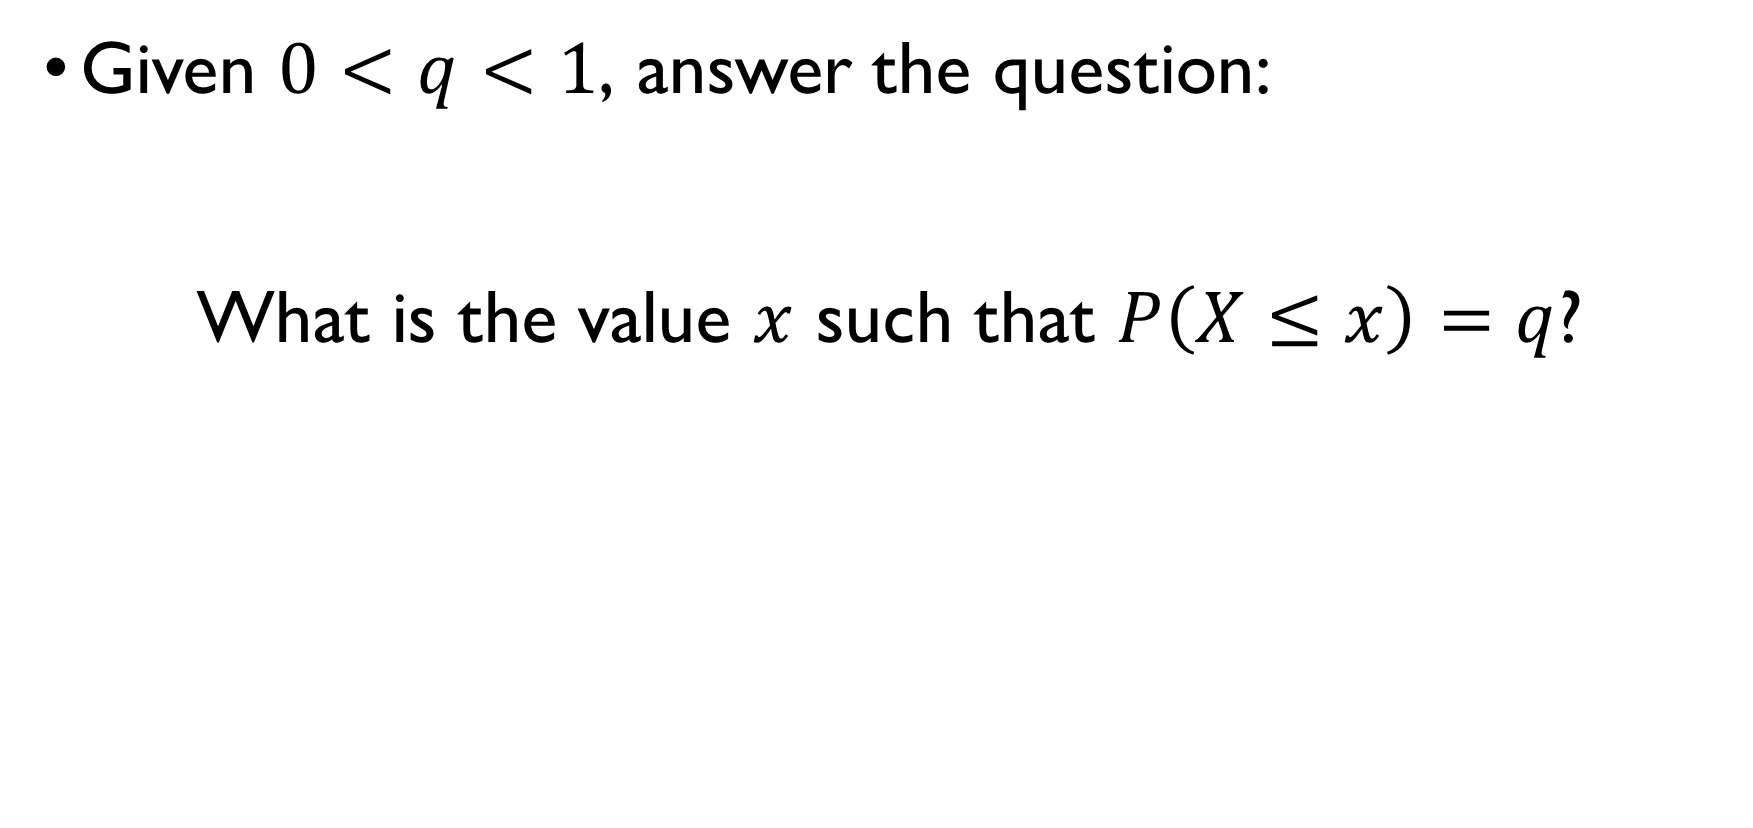 • Given 0 < q < 1, answer the question:
What is the value x such that P(X ≤ x) = q?